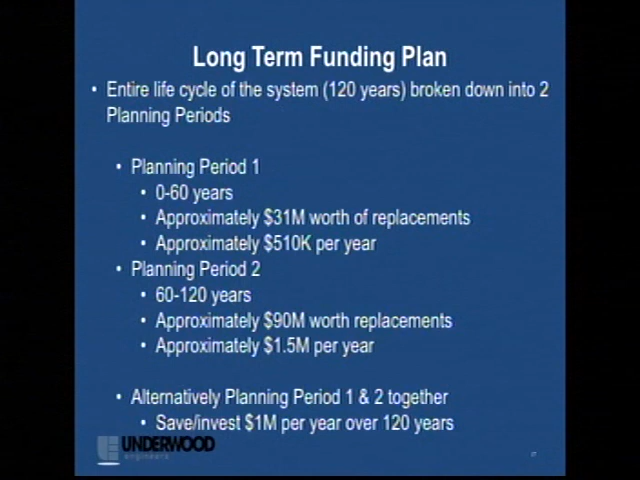 Long Term Funding Plan
• Entire life cycle of the system (120 years) broken down into 2
Planning Periods
• Planning Period 1
• 0-60 years
• Approximately $31M worth of replacements
• Approximately $510K per year
• Planning Period 2
• 60-120 years
• Approximately $90M worth replacements
• Approximately $1.5M per year
• Alternatively Planning Period 1 & 2 together
• Save/invest $1M per year over 120 years
UNDERWOOD
engineers